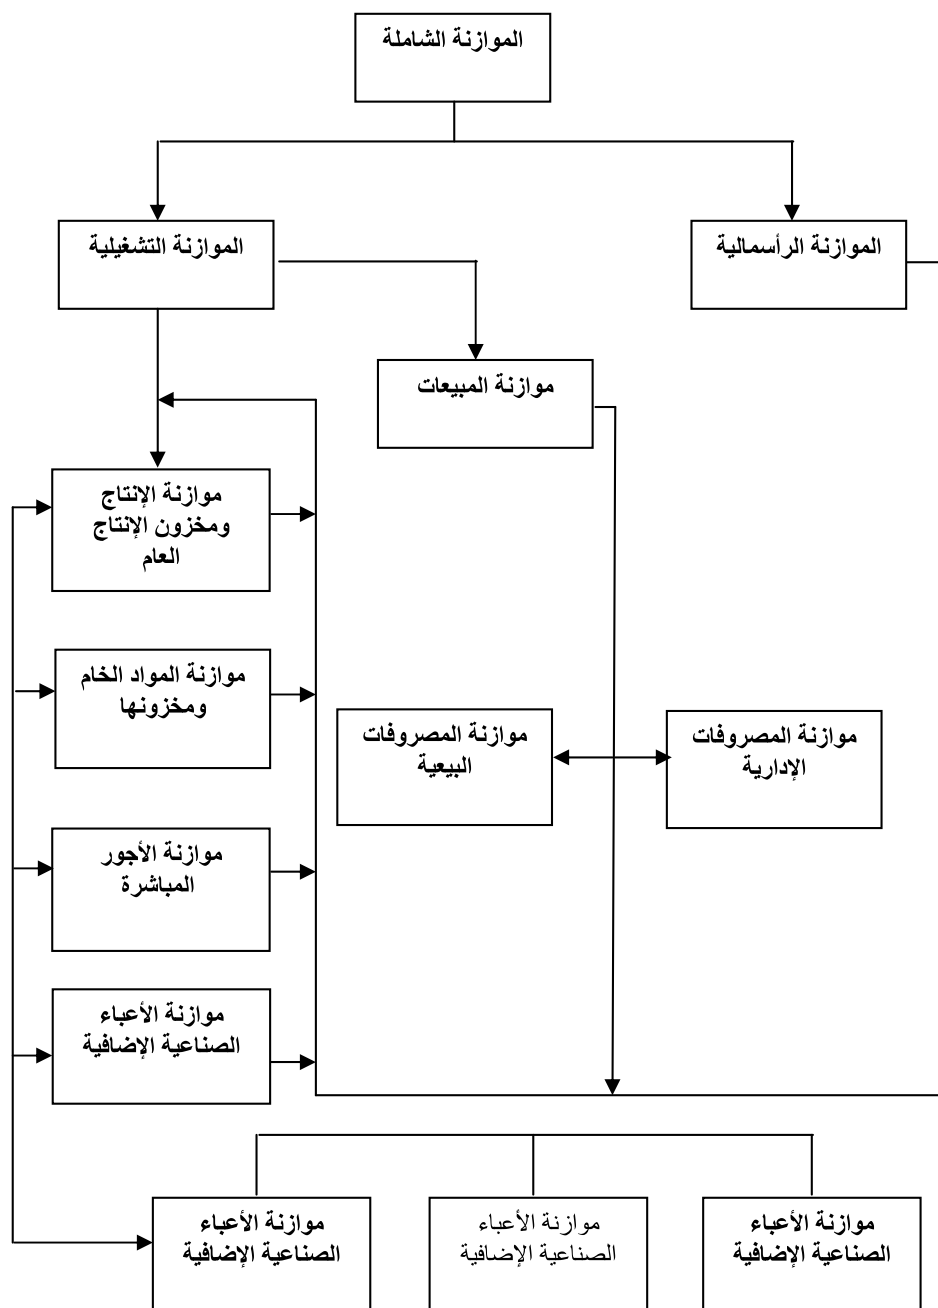 الموازنة الشاملة
الموازنة الرأسمالية
الموازنة التشغيلية
موازنة المبيعات
موازنة الإنتاج
ومخزون الإنتاج
العام
موازنة المواد الخام
ومخزونها
موازنة المصروفات
الإدارية
موازنة المصروفات
البيعية
موازنة الأجور
المباشرة
موازنة الأعباء
الصناعية الإضافية
موازنة الأعباء
الصناعية الإضافية
موازنة الأعباء
الصناعية الإضافية
موازنة الأعباء
الصناعية الإضافية